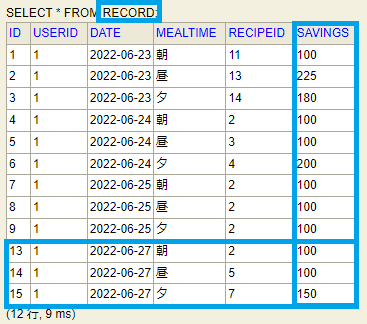 SELECT * FROM RECORD;
ID USERID DATE MEALTIME RECIPEID SAVINGS
1 1 2022-06-23 朝 11 100
2 1 2022-06-23 昼 13 225
3 1 2022-06-23 夕 14 180
4 1 2022-06-24 朝 2 100
5 1 2022-06-24 昼 3 100
6 1 2022-06-24 夕 4 200
7 1 2022-06-25 朝 2 100
8 1 2022-06-25 昼 2 100
9 1 2022-06-25 夕 2 100
13 1 2022-06-27 朝 2 100
14 1 2022-06-27 昼 5 100
15 1 2022-06-27 夕 7 150
(12 行, 9 ms)